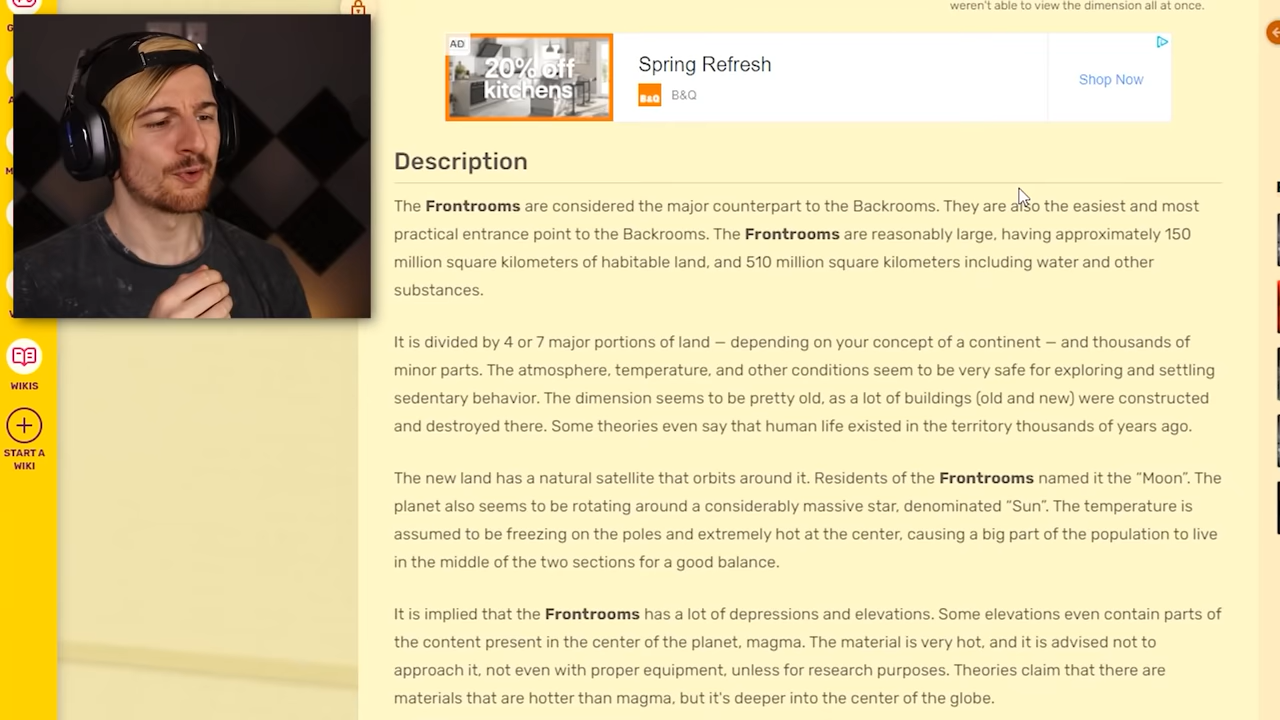 weren't able to view the dimension all at once.
AD
20% off
kitchens
Spring Refresh
B&Q
B&Q
Shop Now
Description
The Frontrooms are considered the major counterpart to the Backrooms. They are also the easiest and most
practical entrance point to the Backrooms. The Frontrooms are reasonably large, having approximately 150
million square kilometers of habitable land, and 510 million square kilometers including water and other
substances.
It is divided by 4 or 7 major portions of land — depending on your concept of a continent — and thousands of
minor parts. The atmosphere, temperature, and other conditions seem to be very safe for exploring and settling
sedentary behavior. The dimension seems to be pretty old, as a lot of buildings (old and new) were constructed
and destroyed there. Some theories even say that human life existed in the territory thousands of years ago.
The new land has a natural satellite that orbits around it. Residents of the Frontrooms named it the “Moon”. The
planet also seems to be rotating around a considerably massive star, denominated “Sun”. The temperature is
assumed to be freezing on the poles and extremely hot at the center, causing a big part of the population to live
in the middle of the two sections for a good balance.
It is implied that the Frontrooms has a lot of depressions and elevations. Some elevations even contain parts of
the content present in the center of the planet, magma. The material is very hot, and it is advised not to
approach it, not even with proper equipment, unless for research purposes. Theories claim that there are
materials that are hotter than magma, but it's deeper into the center of the globe.
WIKIS
START A
WIKI